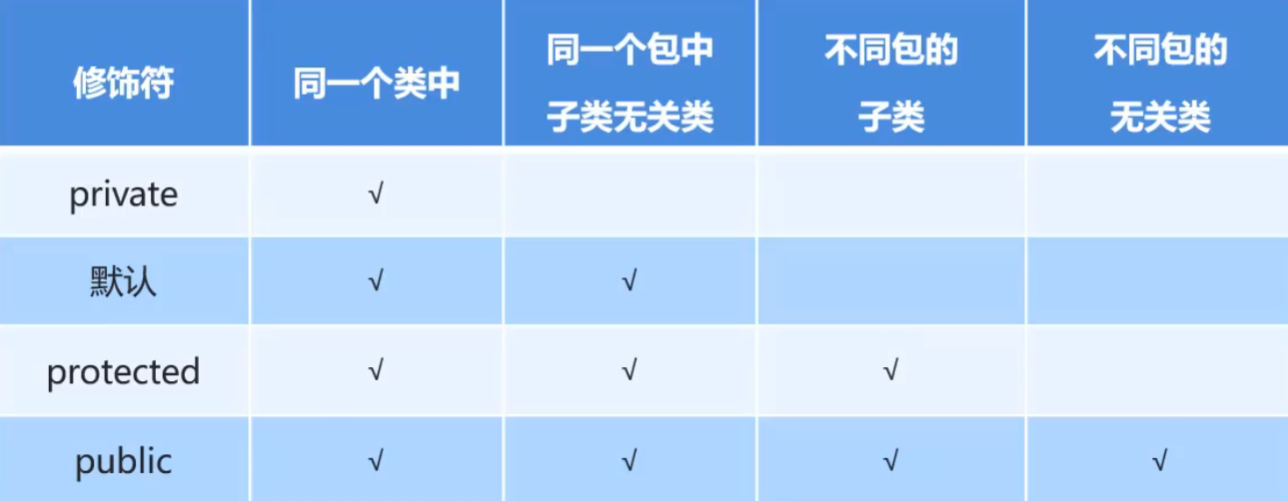 修饰符 同一个类中 同一个包中 不同包的 不同包的
子类无关类 子类 无关类
private √
默认 √ √
protected √ √ √
public √ √ √ √